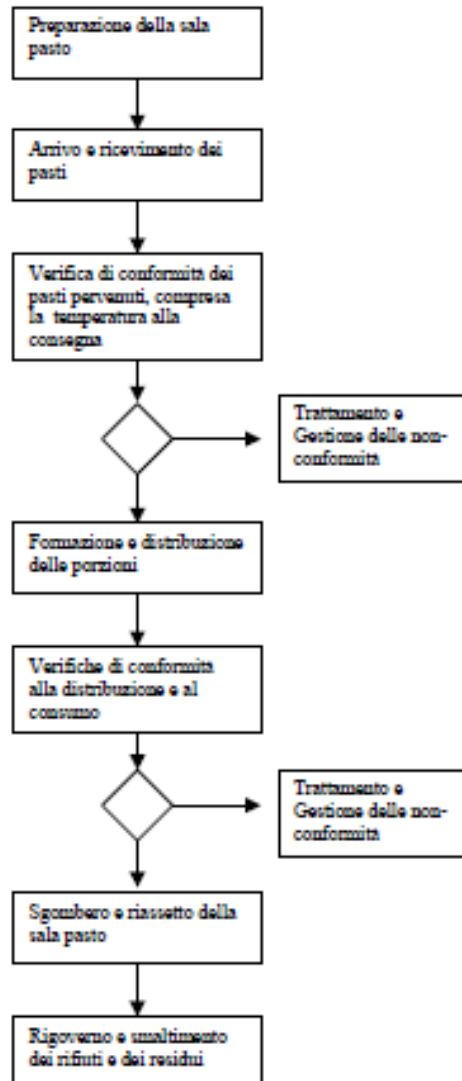 Preparazione della sala
pasto
Arrivo e ricevimento dei
pasti
Verifica di conformità dei
pasti pervenuti, compresa
la temperatura alla
consegna
Trattamento e
Gestione delle non-
conformità
Formazione e distribuzione
delle porzioni
Verifiche di conformità
alla distribuzione e al
consumo
Trattamento e
Gestione delle non-
conformità
Sgombero e riassetto della
sala pasto
Rigoverno e smaltimento
dei rifiuti e dei residui